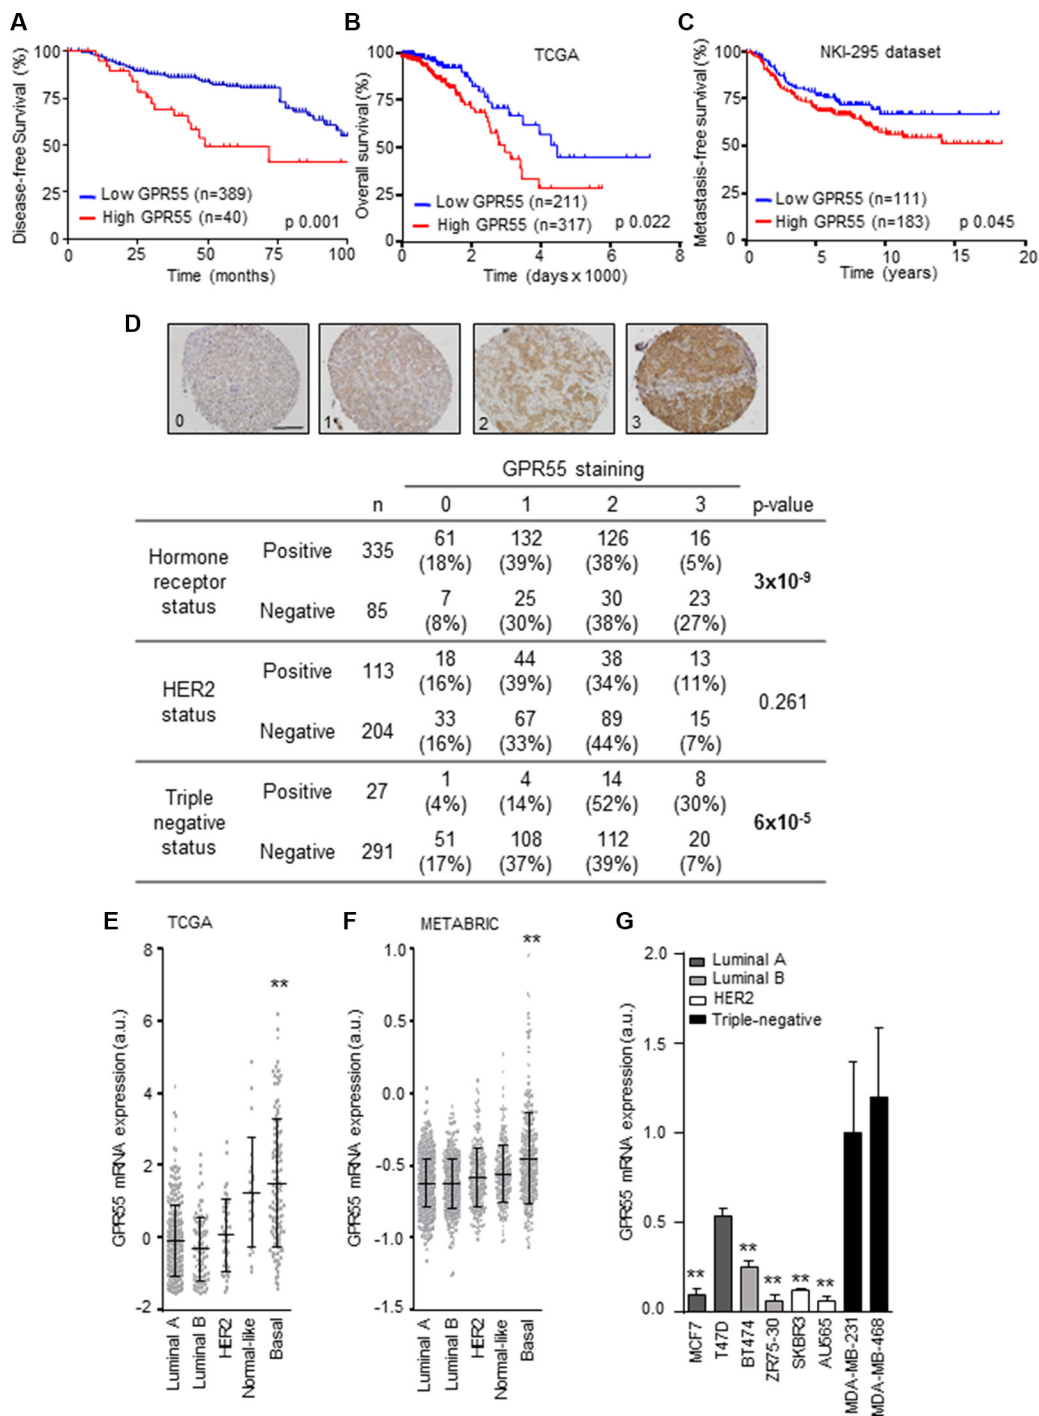 A
Disease-free Survival (%)
100
75
50
25
0
Low GPR55 (n=389)
High GPR55 (n=40)
p 0.001
0
25
50
75
100
Time (months)
B
TCGA
Overall survival (%)
100
75
50
25
0
Low GPR55 (n=211)
High GPR55 (n=317)
p 0.022
0
2
4
6
8
Time (days x 1000)
C
NKI-295 dataset
Metastasis-free survival (%)
100
75
50
25
0
Low GPR55 (n=111)
High GPR55 (n=183)
p 0.045
0
5
10
15
20
Time (years)
D
0
1
2
3
GPR55 staining
n 0 1 2 3 p-value
Hormone receptor status
Positive 335 61 (18%) 132 (39%) 126 (38%) 16 (5%)
Negative 85 7 (8%) 25 (30%) 30 (38%) 23 (27%)
3x10-9
HER2 status
Positive 113 18 (16%) 44 (39%) 38 (34%) 13 (11%)
Negative 204 33 (16%) 67 (33%) 89 (44%) 15 (7%)
0.261
Triple negative status
Positive 27 1 (4%) 4 (14%) 14 (52%) 8 (30%)
Negative 291 51 (17%) 108 (37%) 112 (39%) 20 (7%)
6x10-5
E
TCGA
GPR55 mRNA expression (a.u.)
8
6
4
2
0
-2
**
Luminal A
Luminal B
HER2
Normal-like
Basal
F
METABRIC
GPR55 mRNA expression (a.u.)
1.0
0.5
0.0
-0.5
-1.0
-1.5
**
Luminal A
Luminal B
HER2
Normal-like
Basal
G
GPR55 mRNA expression (a.u.)
2.0
1.5
1.0
0.5
0.0
Luminal A
Luminal B
HER2
Triple-negative
**
**
**
**
**
MCF7
T47D
BT474
ZR75-30
SKBR3
AU565
MDA-MB-231
MDA-MB-468